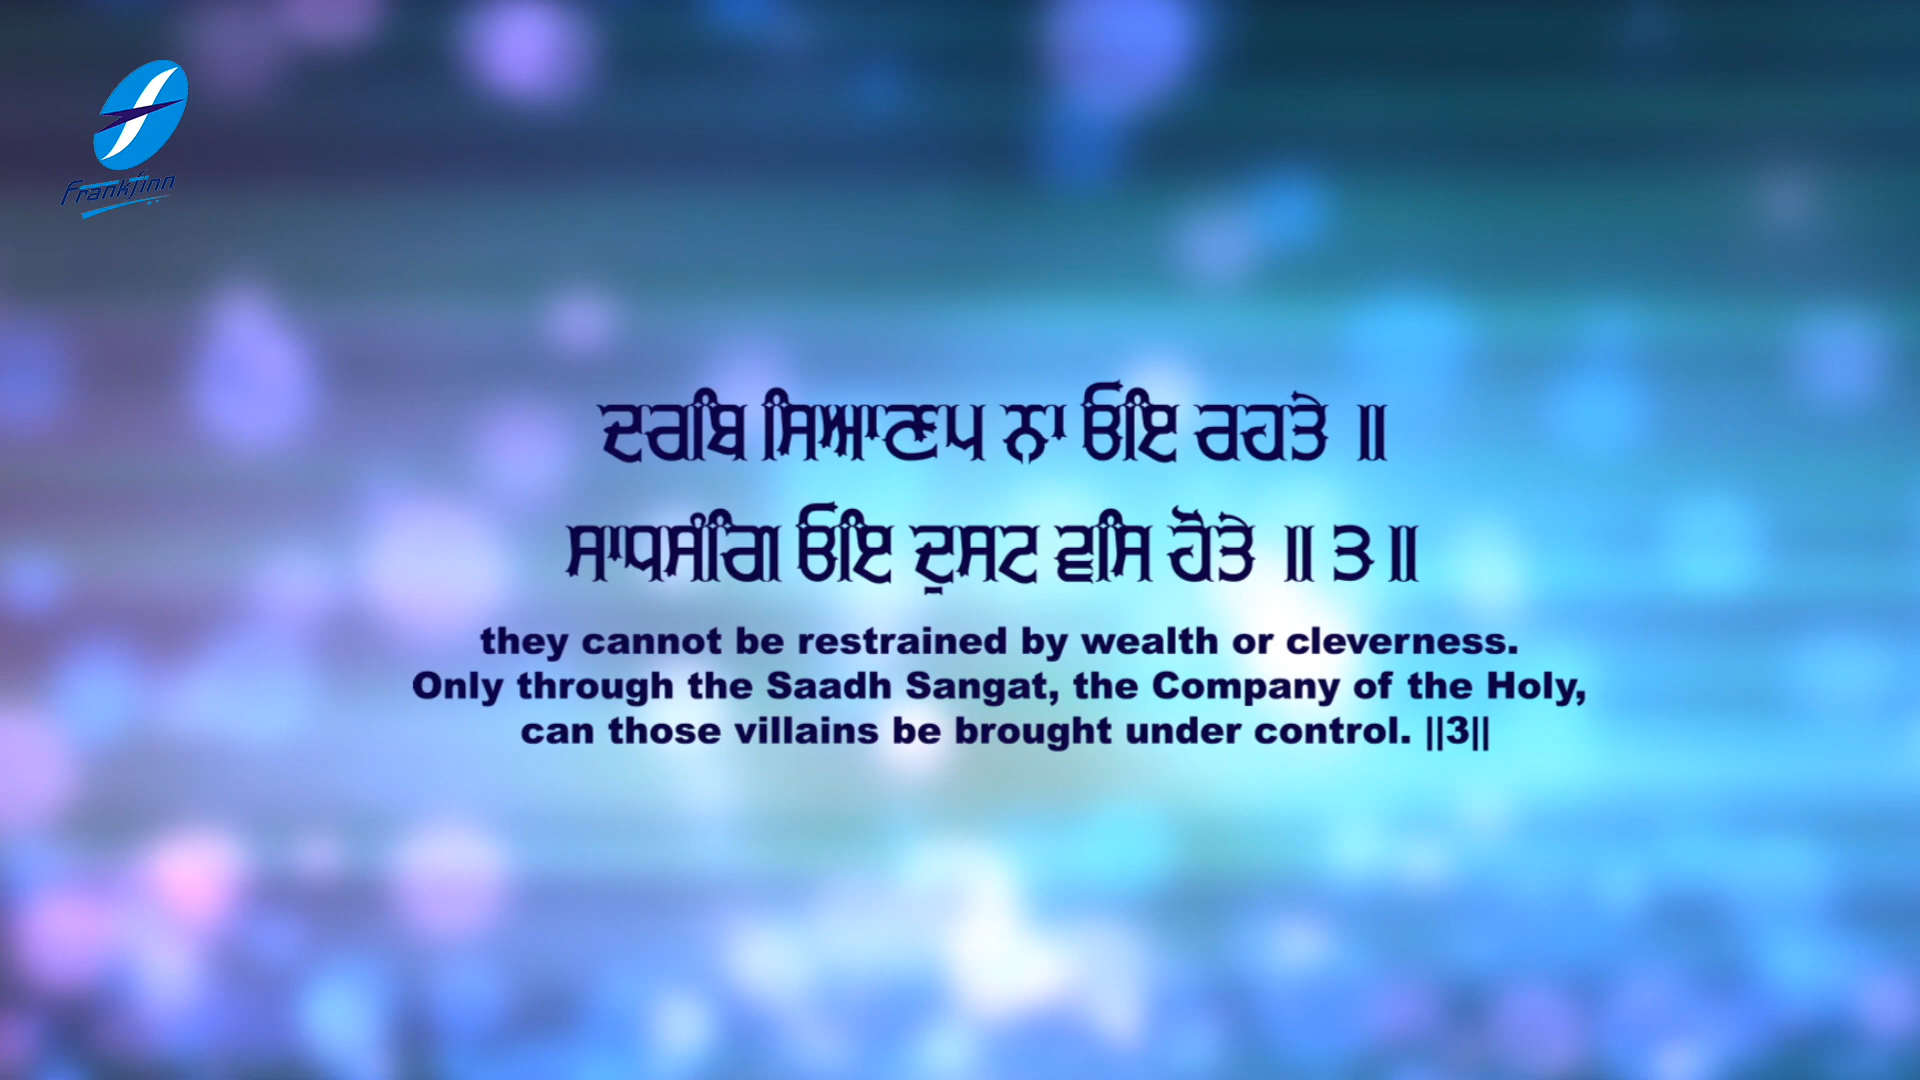 Frankfinn
ਦਰਬਿ ਸਿਆਣਪ ਨਾ ਓਇ ਰਹਤੇ ॥
ਸਾਧਸੰਗਿ ਓਇ ਦੁਸਟ ਵਸਿ ਹੋਤੇ ॥੩॥
they cannot be restrained by wealth or cleverness.
Only through the Saadh Sangat, the Company of the Holy,
can those villains be brought under control. ||3||